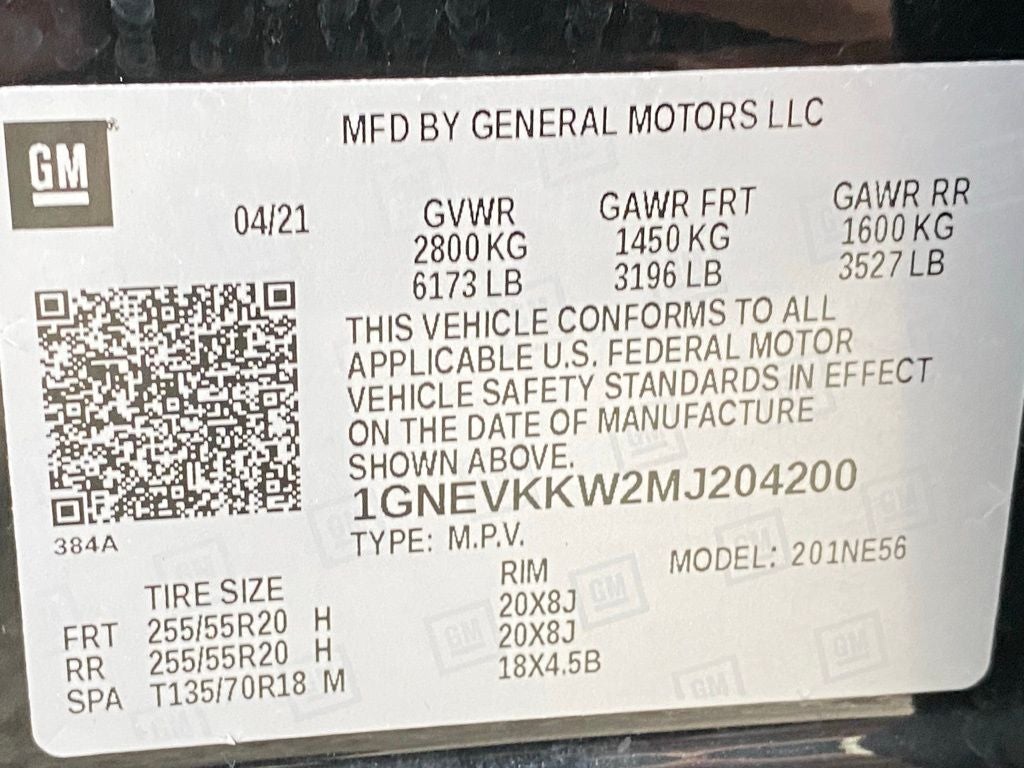 MFD BY GENERAL MOTORS LLC
GM
04/21 GVWR GAWR FRT GAWR RR
2800 KG 1450 KG 1600 KG
6173 LB 3196 LB 3527 LB
THIS VEHICLE CONFORMS TO ALL
APPLICABLE U.S. FEDERAL MOTOR
VEHICLE SAFETY STANDARDS IN EFFECT
ON THE DATE OF MANUFACTURE
SHOWN ABOVE.
1GNEVKKW2MJ204200
384A
TYPE: M.P.V. MODEL: 201NE56
TIRE SIZE RIM
FRT 255/55R20 H 20X8J
RR 255/55R20 H 20X8J
SPA T135/70R18 M 18X4.5B